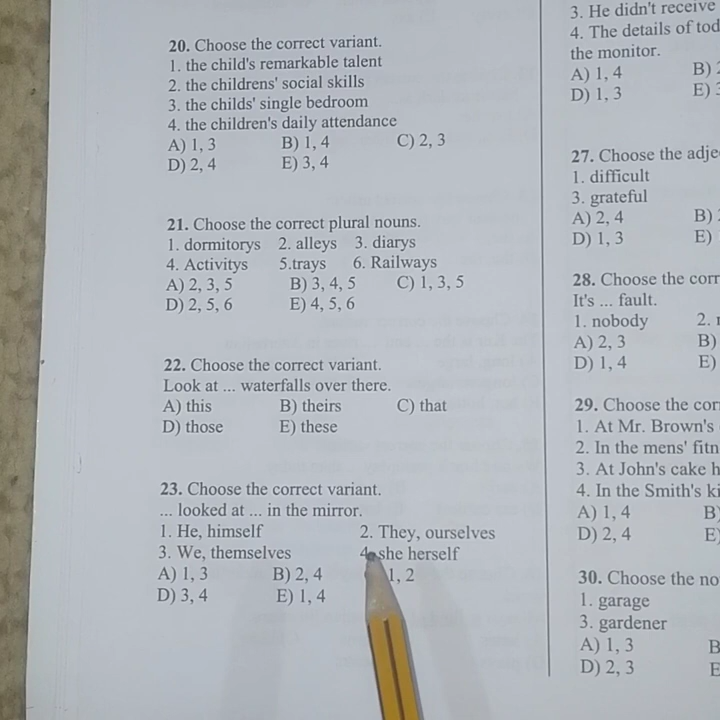 20. Choose the correct variant.
1. the child's remarkable talent
2. the childrens' social skills
3. the childs' single bedroom
4. the children's daily attendance
A) 1, 3 B) 1, 4 C) 2, 3
D) 2, 4 E) 3, 4
21. Choose the correct plural nouns.
1. dormitorys 2. alleys 3. diarys
4. Activitys 5.trays 6. Railways
A) 2, 3, 5 B) 3, 4, 5 C) 1, 3, 5
D) 2, 5, 6 E) 4, 5, 6
22. Choose the correct variant.
Look at ... waterfalls over there.
A) this B) theirs C) that
D) those E) these
23. Choose the correct variant.
... looked at ... in the mirror.
1. He, himself 2. They, ourselves
3. We, themselves 4. she herself
A) 1, 3 B) 2, 4 1, 2
D) 3, 4 E) 1, 4
3. He didn't receive
4. The details of
the monitor.
A) 1, 4 B)
D) 1, 3 E)
27. Choose the
1. difficult
3. grateful
A) 2, 4 B)
D) 1, 3 E)
28. Choose the
It's ... fault.
1. nobody 2.
A) 2, 3 B)
D) 1, 4 E)
29. Choose the
1. At Mr. Brown's
2. In the mens'
3. At John's cake
4. In the Smith's
A) 1, 4 B)
D) 2, 4 E)
30. Choose the
1. garage
3. gardener
A) 1, 3 B
D) 2, 3 E